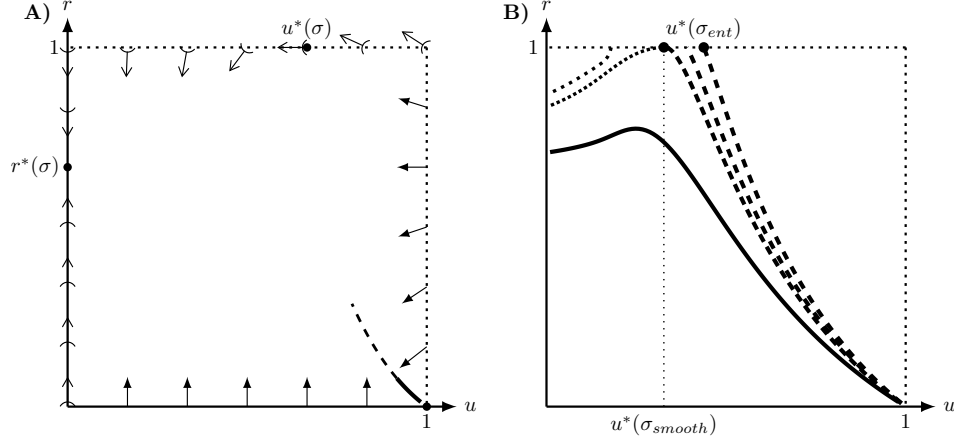 A)
r
1
u*(σ)
r*(σ)
u
1
B)
r
1
u*(σ_ent)
u*(σ_smooth)
1
u